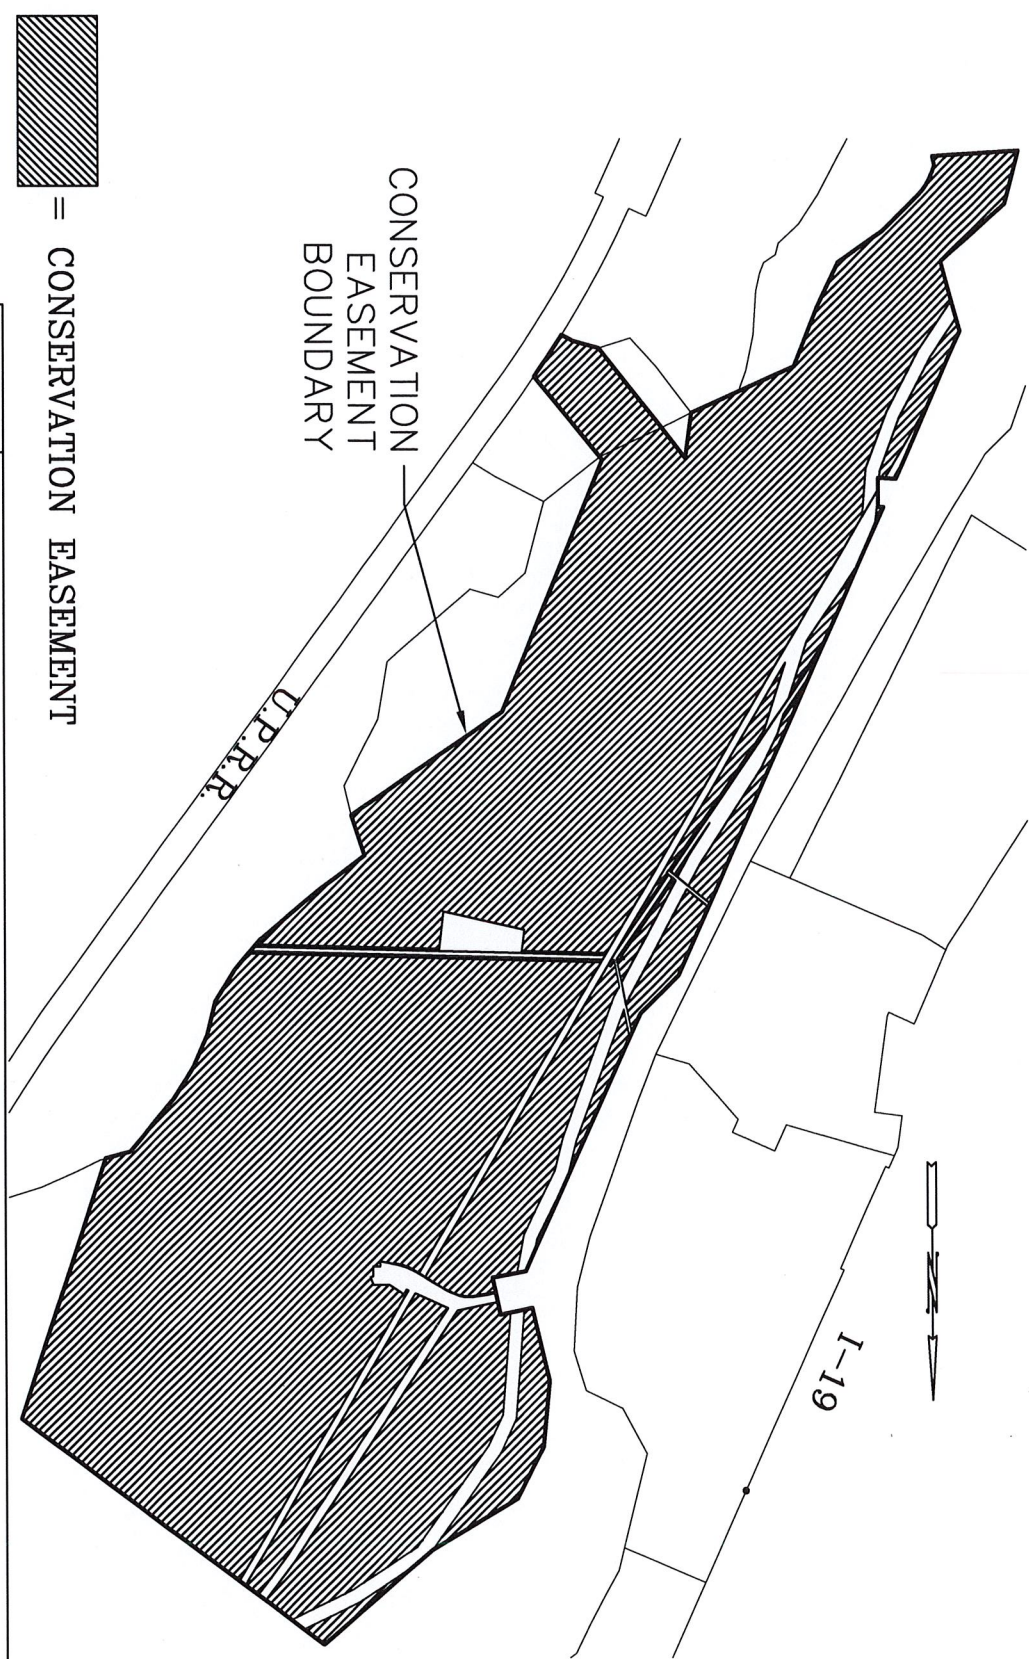 CONSERVATION
EASEMENT
BOUNDARY
U.P.R.R.
I-19
N
= CONSERVATION EASEMENT